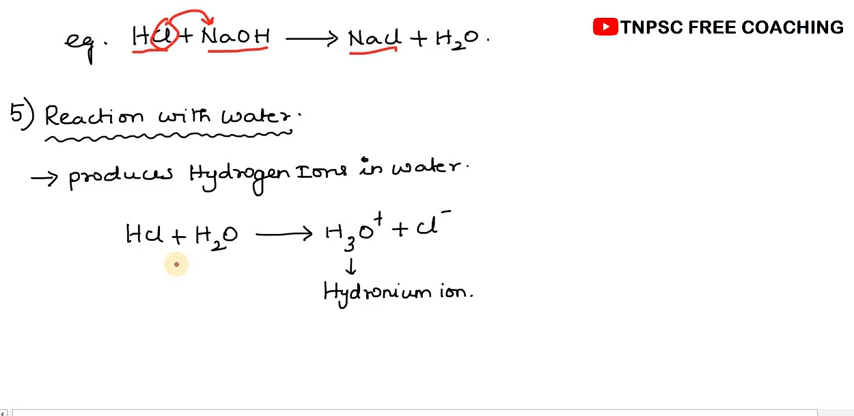 TNPSC FREE COACHING
eg. HCl + NaOH → NaCl + H₂O.
5) Reaction with water.
→ produces Hydrogen Ions in water.
HCl + H₂O → H₃O⁺ + Cl⁻
↓
Hydronium ion.